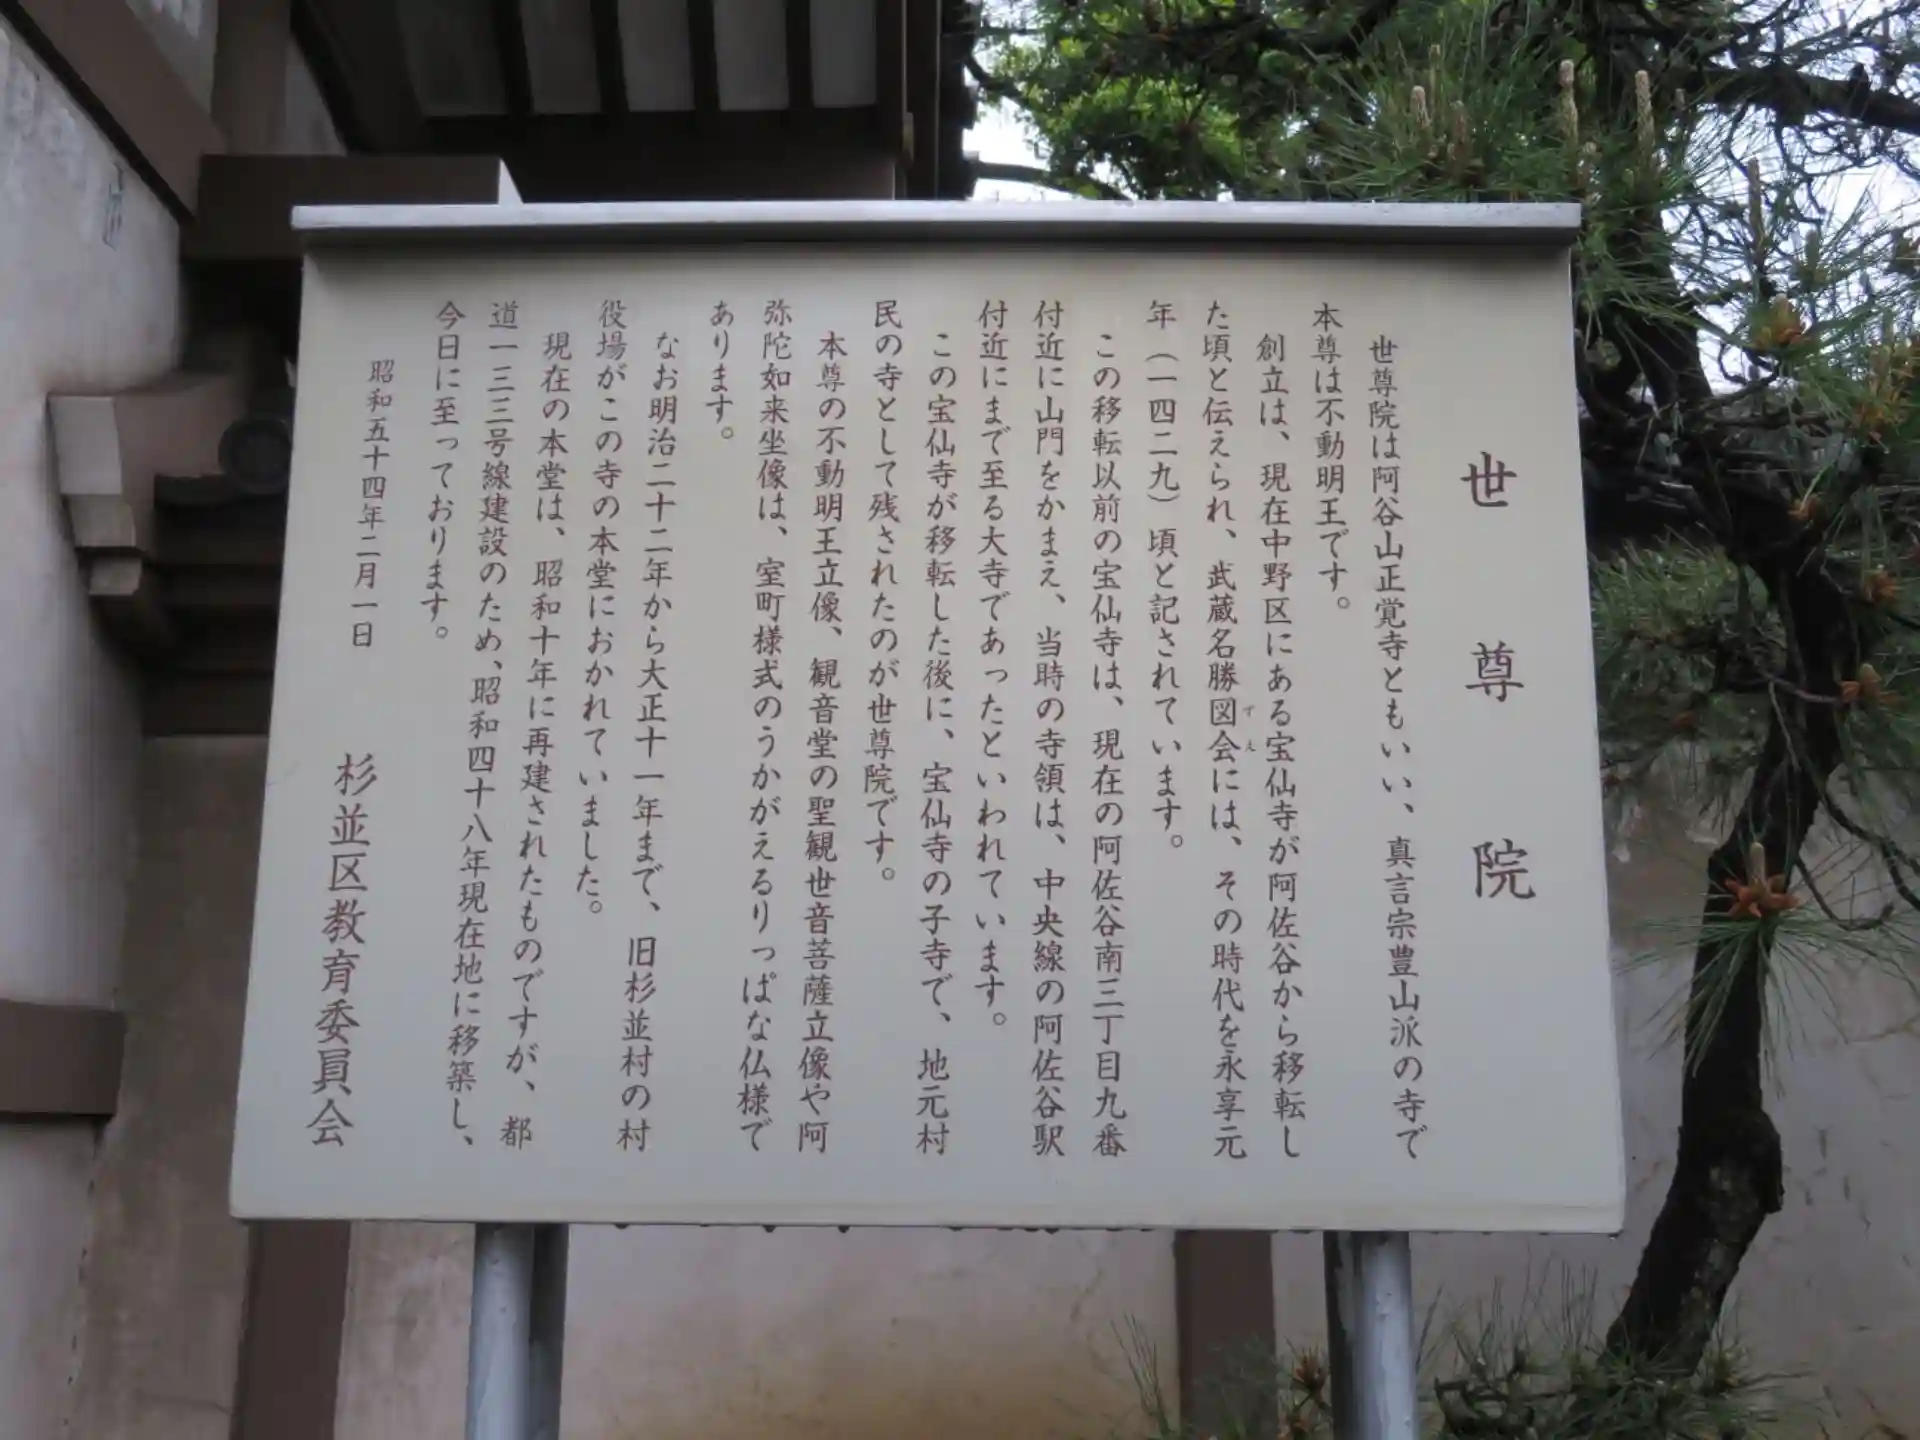 世尊院
世尊院は阿谷山正覚寺ともいい、真言宗豊山派の寺で
本尊は不動明王です。
創立は、現在中野区にある宝仙寺が阿佐谷から移転し
た頃と伝えられ、武蔵名勝図会には、その時代を永享元
ずえ
年（一四二九）頃と記されています。
この移転以前の宝仙寺は、現在の阿佐谷南三丁目九番
付近に山門をかまえ、当時の寺領は、中央線の阿佐谷駅
付近にまで至る大寺であったといわれています。
この宝仙寺が移転した後に、宝仙寺の子寺で、地元村
民の寺として残されたのが世尊院です。
本尊の不動明王立像、観音堂の聖観世音菩薩立像や阿
弥陀如来坐像は、室町様式のうかがえるりっぱな仏様で
あります。
なお明治二十二年から大正十一年まで、旧杉並村の村
役場がこの寺の本堂におかれていました。
現在の本堂は、昭和十年に再建されたものですが、都
道一三三号線建設のため、昭和四十八年現在地に移築し、
今日に至っております。
昭和五十四年二月一日
杉並区教育委員会